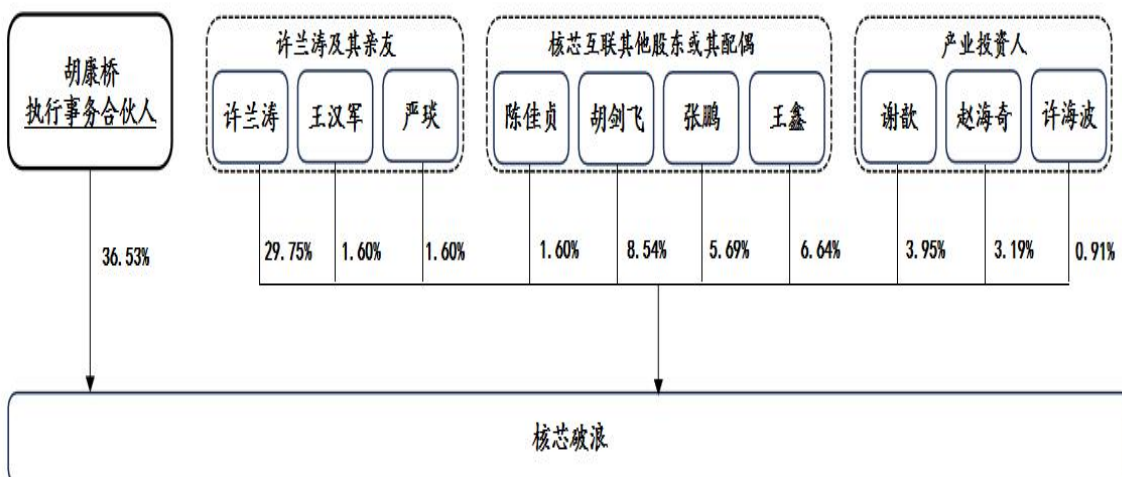 胡康桥
执行事务合伙人
许兰涛及其亲友
许兰涛
王汉军
严琰
核芯互联其他股东或其配偶
陈佳贞
胡剑飞
张鹏
王鑫
产业投资人
谢歆
赵海奇
许海波
36.53%
29.75%
1.60%
1.60%
1.60%
8.54%
5.69%
6.64%
3.95%
3.19%
0.91%
核芯破浪